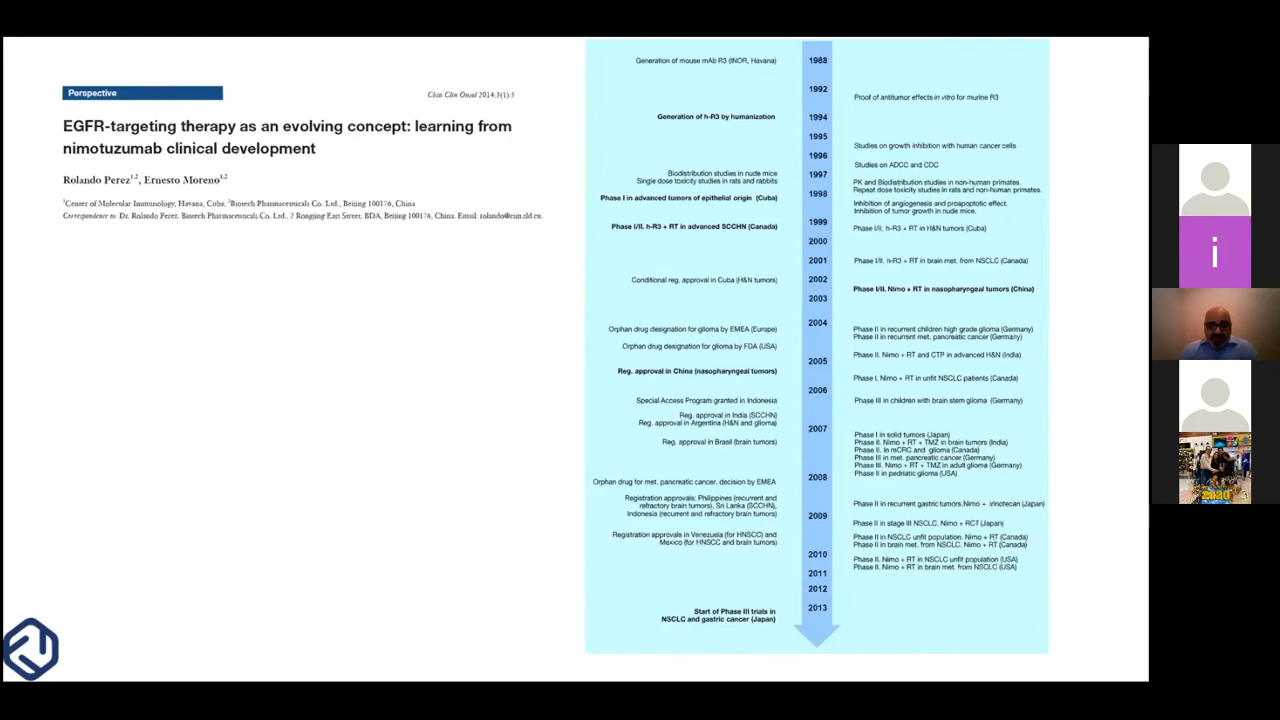 Perspective
Chin Clin Oncol 2014;3(1):5
EGFR-targeting therapy as an evolving concept: learning from
nimotuzumab clinical development
Rolando Perez1,2, Ernesto Moreno1,2
1Center of Molecular Immunology, Havana, Cuba, 2Biotech Pharmaceuticals Co. Ltd., Beijing 100176, China
Correspondence to: Dr. Rolando Perez. Biotech Pharmaceuticals Co. Ltd., 2 Rongjing East Street, BDA, Beijing 100176, China. Email: rolando@cim.sld.cu.
Generation of mouse mAb R3 (INOR, Havana)
1988
1992
Proof of antitumor effects in vitro for murine R3
Generation of h-R3 by humanization
1994
1995
Studies on growth inhibition with human cancer cells
1996
Studies on ADCC and CDC
Biodistribution studies in nude mice
Single dose toxicity studies in rats and rabbits
1997
PK and Biodistribution studies in non-human primates.
Repeat dose toxicity studies in rats and non-human primates.
Phase I in advanced tumors of epithelial origin (Cuba)
1998
Inhibition of angiogenesis and proapoptotic effect.
Inhibition of tumor growth in nude mice.
Phase I/II. h-R3 + RT in advanced SCCHN (Canada)
1999
Phase I/II. h-R3 + RT in H&N tumors (Cuba)
2000
2001
Phase I/II. h-R3 + RT in brain met. from NSCLC (Canada)
Conditional reg. approval in Cuba (H&N tumors)
2002
Phase I/II. Nimo + RT in nasopharyngeal tumors (China)
2003
2004
Orphan drug designation for glioma by EMEA (Europe)
Phase II in recurrent children high grade glioma (Germany)
Phase II in recurrent met. pancreatic cancer (Germany)
Orphan drug designation for glioma by FDA (USA)
Phase II. Nimo + RT and CTP in advanced H&N (India)
2005
Reg. approval in China (nasopharyngeal tumors)
Phase I. Nimo + RT in unfit NSCLC patients (Canada)
2006
Special Access Program granted in Indonesia
Phase III in children with brain stem glioma (Germany)
Reg. approval in India (SCCHN)
Reg. approval in Argentina (H&N and glioma)
2007
Reg. approval in Brasil (brain tumors)
Phase I in solid tumors (Japan)
Phase II. Nimo + RT + TMZ in brain tumors (India)
Phase II. In mCRC and glioma (Canada)
Phase III in met. pancreatic cancer (Germany)
Phase III. Nimo + RT + TMZ in adult glioma (Germany)
Phase II in pediatric glioma (USA)
2008
Orphan drug for met. pancreatic cancer, decision by EMEA
Registration approvals: Philippines (recurrent and
refractory brain tumors), Sri Lanka (SCCHN),
Indonesia (recurrent and refractory brain tumors)
Phase II in recurrent gastric tumors.Nimo + irinotecan (Japan)
2009
Phase II in stage III NSCLC. Nimo + RCT (Japan)
Registration approvals in Venezuela (for HNSCC) and
Mexico (for HNSCC and brain tumors)
Phase II in NSCLC unfit population. Nimo + RT (Canada)
Phase II in brain met. from NSCLC. Nimo + RT (Canada)
2010
Phase II. Nimo + RT in NSCLC unfit population (USA)
Phase II. Nimo + RT in brain met. from NSCLC (USA)
2011
2012
2013
Start of Phase III trials in
NSCLC and gastric cancer (Japan)
i
2020